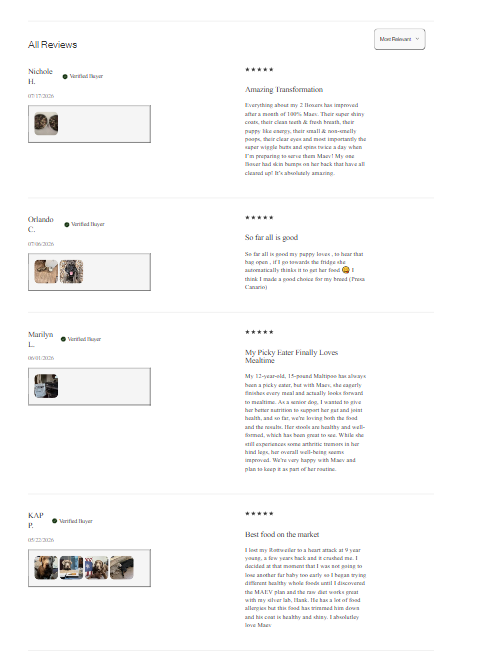 All Reviews
Most Relevant
Nichole
H.
Verified Buyer
07/17/2026
★★★★★
Amazing Transformation
Everything about my 2 Boxers has improved
after a month of 100% Maev. Their super shiny
coats, their clean teeth & fresh breath, their
puppy like energy, their small & non-smelly
poops, their clear eyes and most importantly the
super wiggle butts and spins twice a day when
I'm preparing to serve them Maev! My one
Boxer had skin bumps on her back that have all
cleared up! It's absolutely amazing.
Orlando
C.
Verified Buyer
07/06/2026
★★★★★
So far all is good
So far all is good my puppy loves , to hear that
bag open . if I go towards the fridge she
automatically thinks it to get her food 😋 I
think I made a good choice for my breed (Presa
Canario)
Marilyn
L.
Verified Buyer
06/01/2026
★★★★★
My Picky Eater Finally Loves
Mealtime
My 12-year-old, 15-pound Maltipoo has always
been a picky eater, but with Maev, she eagerly
finishes every meal and actually looks forward
to mealtime. As a senior dog, I wanted to give
her better nutrition to support her gut and joint
health, and so far, we're loving both the food
and the results. Her stools are healthy and well-
formed, which has been great to see. While she
still experiences some arthritic tremors in her
hind legs, her overall well-being seems
improved. We're very happy with Maev and
plan to keep it as part of her routine.
KAP
P.
Verified Buyer
05/22/2026
★★★★★
Best food on the market
I lost my Rottweiler to a heart attack at 9 year
young, a few years back and it crushed me. I
decided at that moment that I was not going to
lose another fur baby too early so I began trying
different healthy whole foods until I discovered
the MAEV plan and the raw diet works great
with my silver lab, Hank. He has a lot of food
allergies but this food has trimmed him down
and his coat is healthy and shiny. I absolutley
love Maev